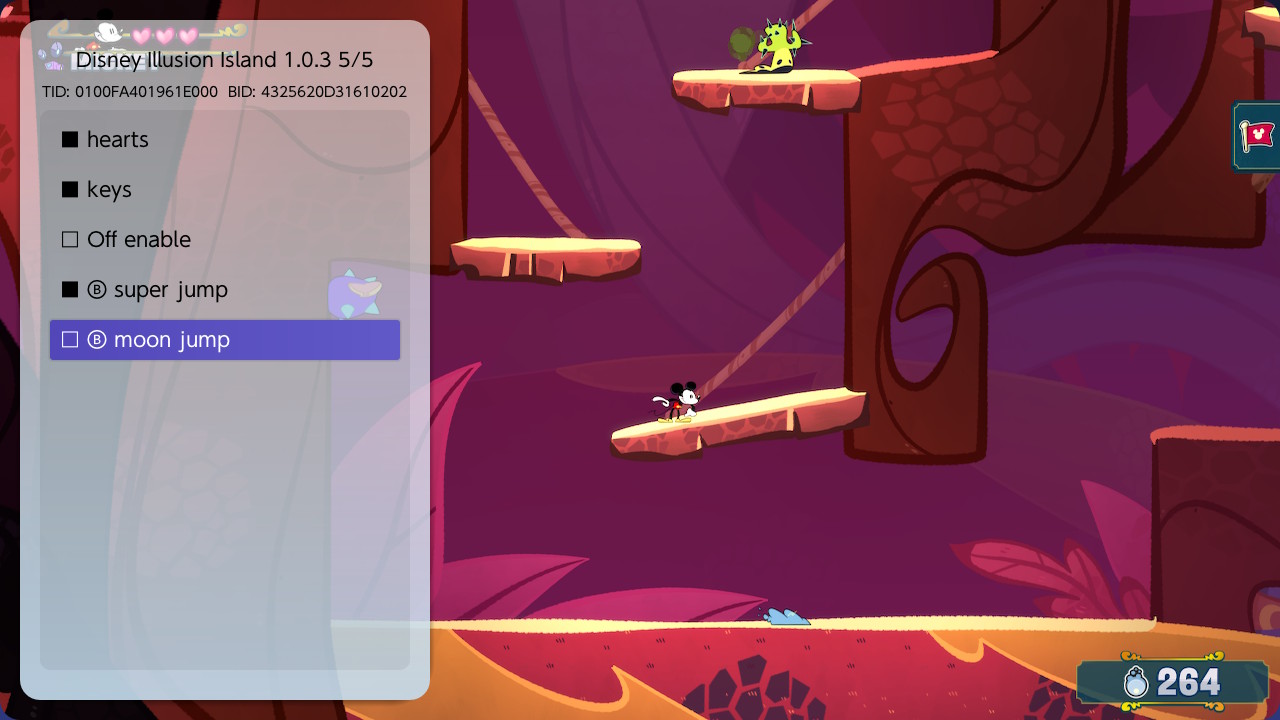 Disney Illusion Island 1.0.3 5/5
TID: 0100FA401961E000 BID: 4325620D31610202
hearts
keys
Off enable
Ⓑ super jump
Ⓑ moon jump
264